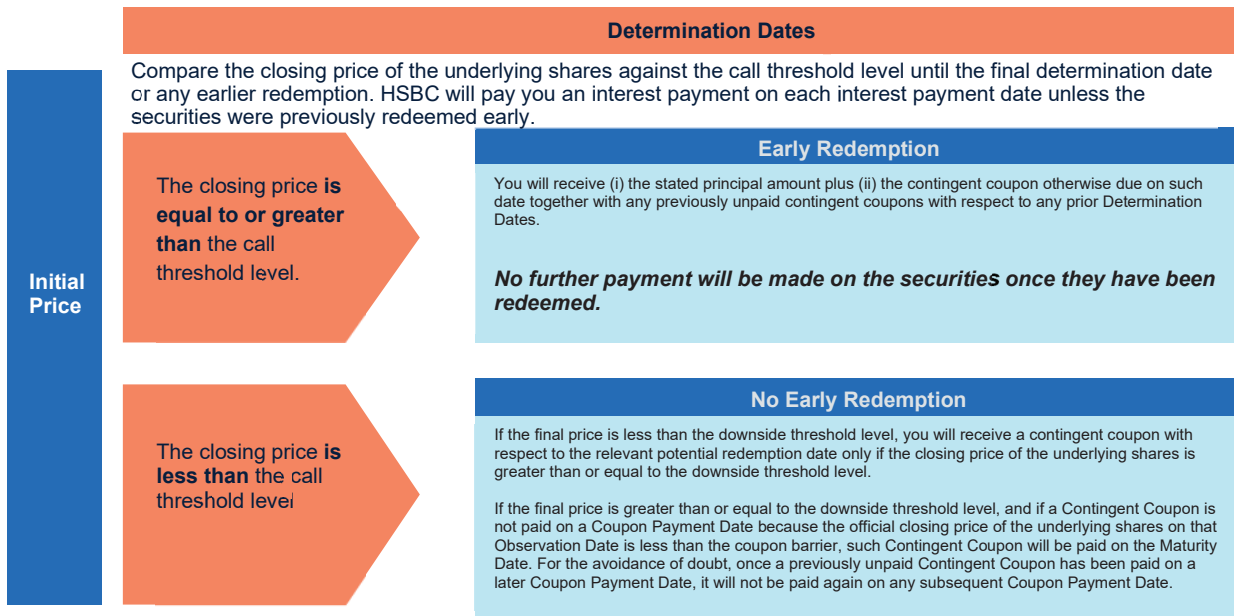 Determination Dates
Compare the closing price of the underlying shares against the call threshold level until the final determination date
or any earlier redemption. HSBC will pay you an interest payment on each interest payment date unless the
securities were previously redeemed early.
Initial
Price
The closing price is
equal to or greater
than the call
threshold level.
Early Redemption
You will receive (i) the stated principal amount plus (ii) the contingent coupon otherwise due on such
date together with any previously unpaid contingent coupons with respect to any prior Determination
Dates.
No further payment will be made on the securities once they have been
redeemed.
The closing price is
less than the call
threshold level
No Early Redemption
If the final price is less than the downside threshold level, you will receive a contingent coupon with
respect to the relevant potential redemption date only if the closing price of the underlying shares is
greater than or equal to the downside threshold level.
If the final price is greater than or equal to the downside threshold level, and if a Contingent Coupon is
not paid on a Coupon Payment Date because the official closing price of the underlying shares on that
Observation Date is less than the coupon barrier, such Contingent Coupon will be paid on the Maturity
Date. For the avoidance of doubt, once a previously unpaid Contingent Coupon has been paid on a
later Coupon Payment Date, it will not be paid again on any subsequent Coupon Payment Date.